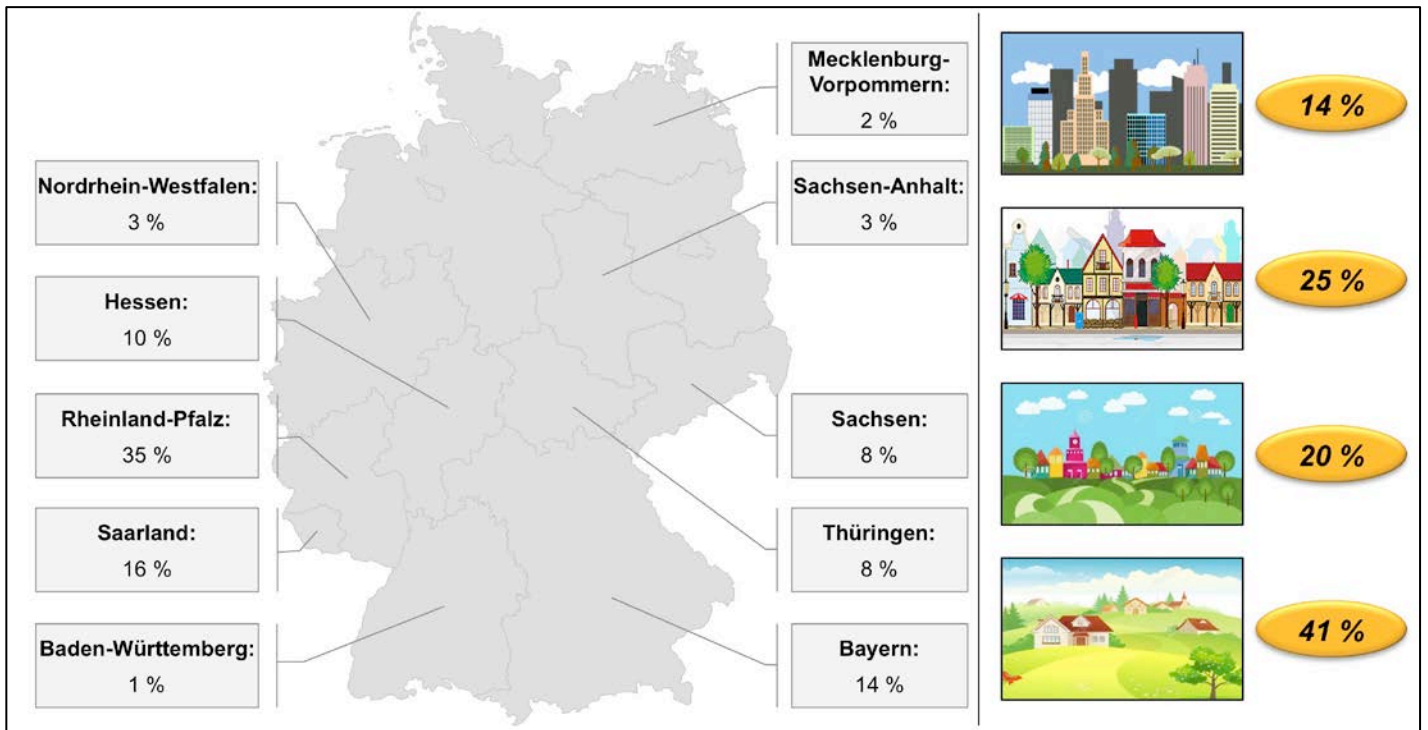 Mecklenburg-
Vorpommern:
2 %
Nordrhein-Westfalen:
3 %
Sachsen-Anhalt:
3 %
Hessen:
10 %
Rheinland-Pfalz:
35 %
Sachsen:
8 %
Saarland:
16 %
Thüringen:
8 %
Baden-Württemberg:
1 %
Bayern:
14 %
14 %
25 %
20 %
41 %